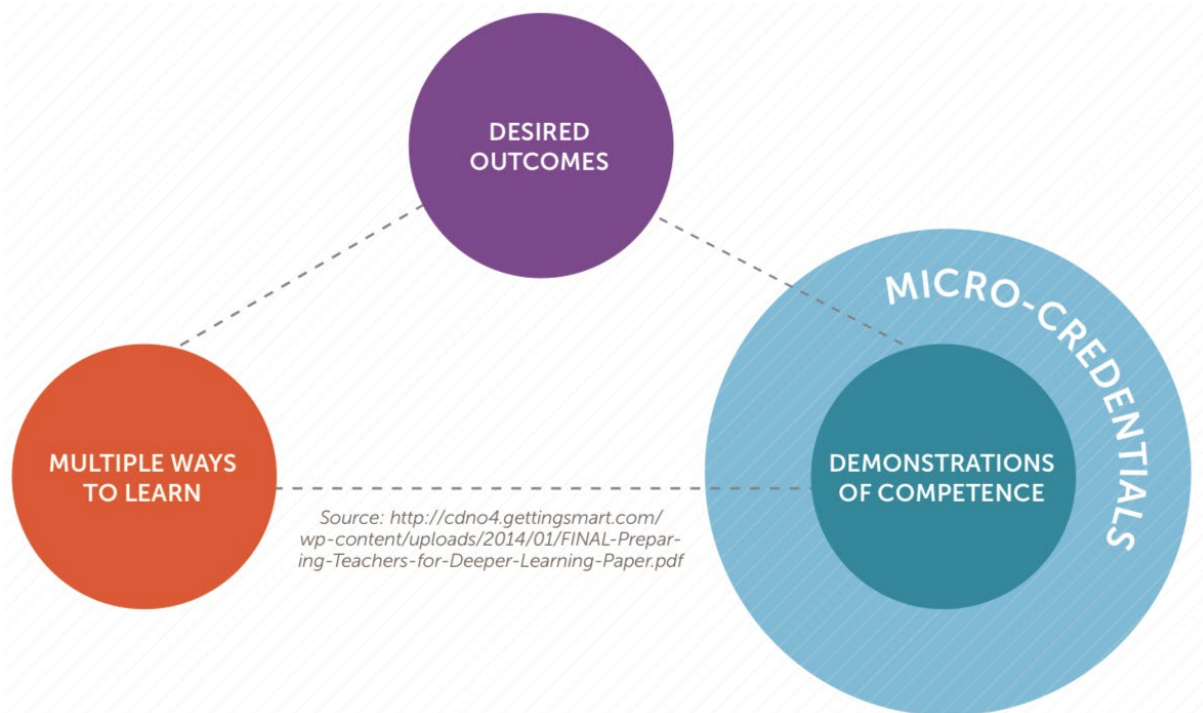 DESIRED
OUTCOMES
MICRO-CREDENTIALS
MULTIPLE WAYS
TO LEARN
DEMONSTRATIONS
OF COMPETENCE
Source: http://cdno4.gettingsmart.com/
wp-content/uploads/2014/01/FINAL-Prepar-
ing-Teachers-for-Deeper-Learning-Paper.pdf